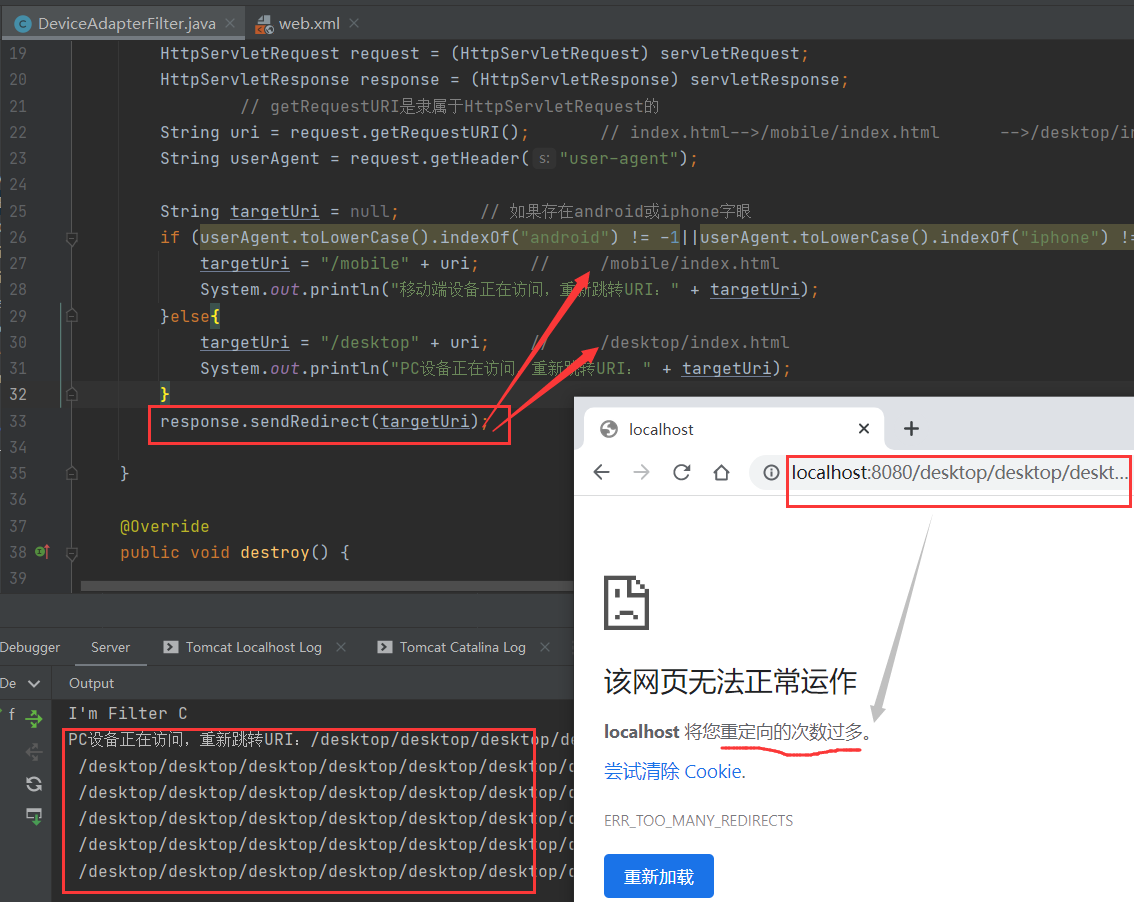 DeviceAdapterFilter.java
web.xml
19 HttpServletRequest request = (HttpServletRequest) servletRequest;
20 HttpServletResponse response = (HttpServletResponse) servletResponse;
21 // getRequestURI是隶属于HttpServletRequest的
22 String uri = request.getRequestURI(); // index.html-->/mobile/index.html -->/desktop/in
23 String userAgent = request.getHeader( s: "user-agent");
24
25 String targetUri = null; // 如果存在android或iphone字眼
26 if (userAgent.toLowerCase().indexOf("android") != -1||userAgent.toLowerCase().indexOf("iphone") !=
27 targetUri = "/mobile" + uri; // /mobile/index.html
28 System.out.println("移动端设备正在访问，重新跳转URI: " + targetUri);
29 }else{
30 targetUri = "/desktop" + uri; // /desktop/index.html
31 System.out.println("PC设备正在访问，重新跳转URI: " + targetUri);
32 }
33 response.sendRedirect(targetUri);
34
35 }
36
37 @Override
38 public void destroy() {
39
localhost
localhost:8080/desktop/desktop/deskt...
该网页无法正常运作
localhost 将您重定向的次数过多。
尝试清除 Cookie.
ERR_TOO_MANY_REDIRECTS
重新加载
Debugger Server Tomcat Localhost Log Tomcat Catalina Log
De Output
f
I'm Filter C
PC设备正在访问，重新跳转URI: /desktop/desktop/desktop/de
/desktop/desktop/desktop/desktop/desktop/desktop/d
/desktop/desktop/desktop/desktop/desktop/desktop/d
/desktop/desktop/desktop/desktop/desktop/desktop/d
/desktop/desktop/desktop/desktop/desktop/desktop/d
/desktop/desktop/desktop/desktop/desktop/desktop/d